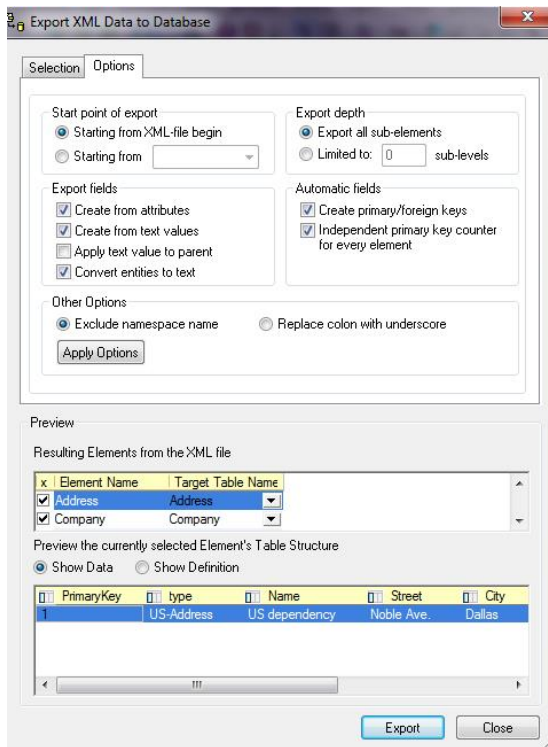 Export XML Data to Database
Selection Options
Start point of export
Starting from XML-file begin
Starting from
Export depth
Export all sub-elements
Limited to: 0 sub-levels
Export fields
Create from attributes
Create from text values
Apply text value to parent
Convert entities to text
Automatic fields
Create primary/foreign keys
Independent primary key counter
for every element
Other Options
Exclude namespace name Replace colon with underscore
Apply Options
Preview
Resulting Elements from the XML file
x Element Name Target Table Name
Address Address
Company Company
Preview the currently selected Element's Table Structure
Show Data Show Definition
PrimaryKey type Name Street City
1 US-Address US dependency Noble Ave. Dallas
Export Close